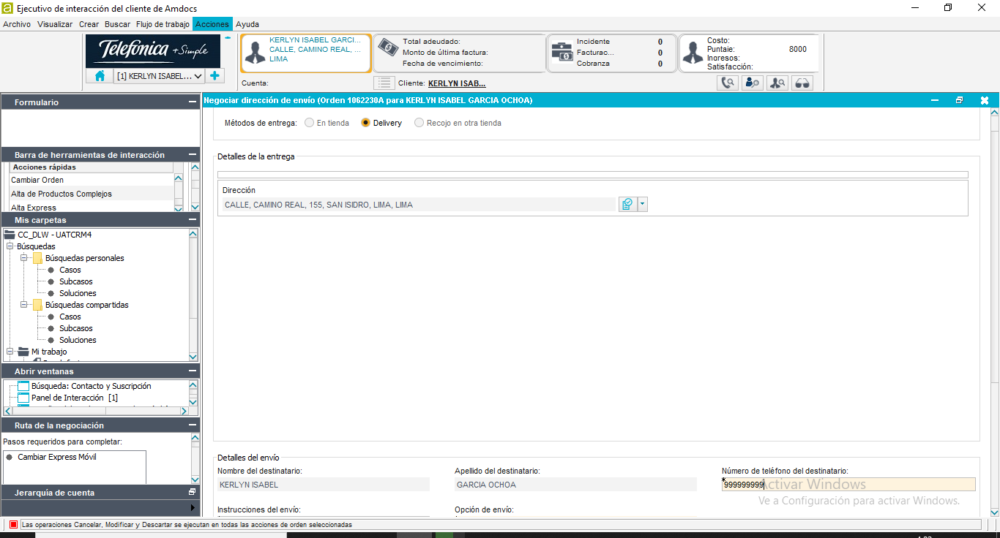 Ejecutivo de interacción del cliente de Amdocs
Archivo Visualizar Crear Buscar Flujo de trabajo Acciones Ayuda
Telefónica +Simple
[1] KERLYN ISABEL...
KERLYN ISABEL GARCI...
CALLE, CAMINO REAL, ...
LIMA
Total adeudado:
Monto de última factura:
Fecha de vencimiento:
Incidente 0
Facturac... 0
Cobranza 0
Costo:
Puntaie: 8000
Ingresos:
Satisfacción:
Cuenta:
Cliente: KERLYN ISAB...
Formulario
Barra de herramientas de interacción
Acciones rápidas
Cambiar Orden
Alta de Productos Complejos
Alta Express
Mis carpetas
CC_DLW - UATCRM4
Búsquedas
Búsquedas personales
Casos
Subcasos
Soluciones
Búsquedas compartidas
Casos
Subcasos
Soluciones
Mi trabajo
Abrir ventanas
Búsqueda: Contacto y Suscripción
Panel de Interacción [1]
Ruta de la negociación
Pasos requeridos para completar:
Cambiar Express Móvil
Jerarquía de cuenta
Negociar dirección de envío (Orden 1062230A para KERLYN ISABEL GARCIA OCHOA)
Métodos de entrega: En tienda Delivery Recojo en otra tienda
Detalles de la entrega
Dirección
CALLE, CAMINO REAL, 155, SAN ISIDRO, LIMA, LIMA
Detalles del envío
Nombre del destinatario: Apellido del destinatario: Número de teléfono del destinatario:
KERLYN ISABEL GARCIA OCHOA *999999999
Activar Windows
Ve a Configuración para activar Windows.
Instrucciones del envío: Opción de envío:
Las operaciones Cancelar, Modificar y Descartar se ejecutan en todas las acciones de orden seleccionadas